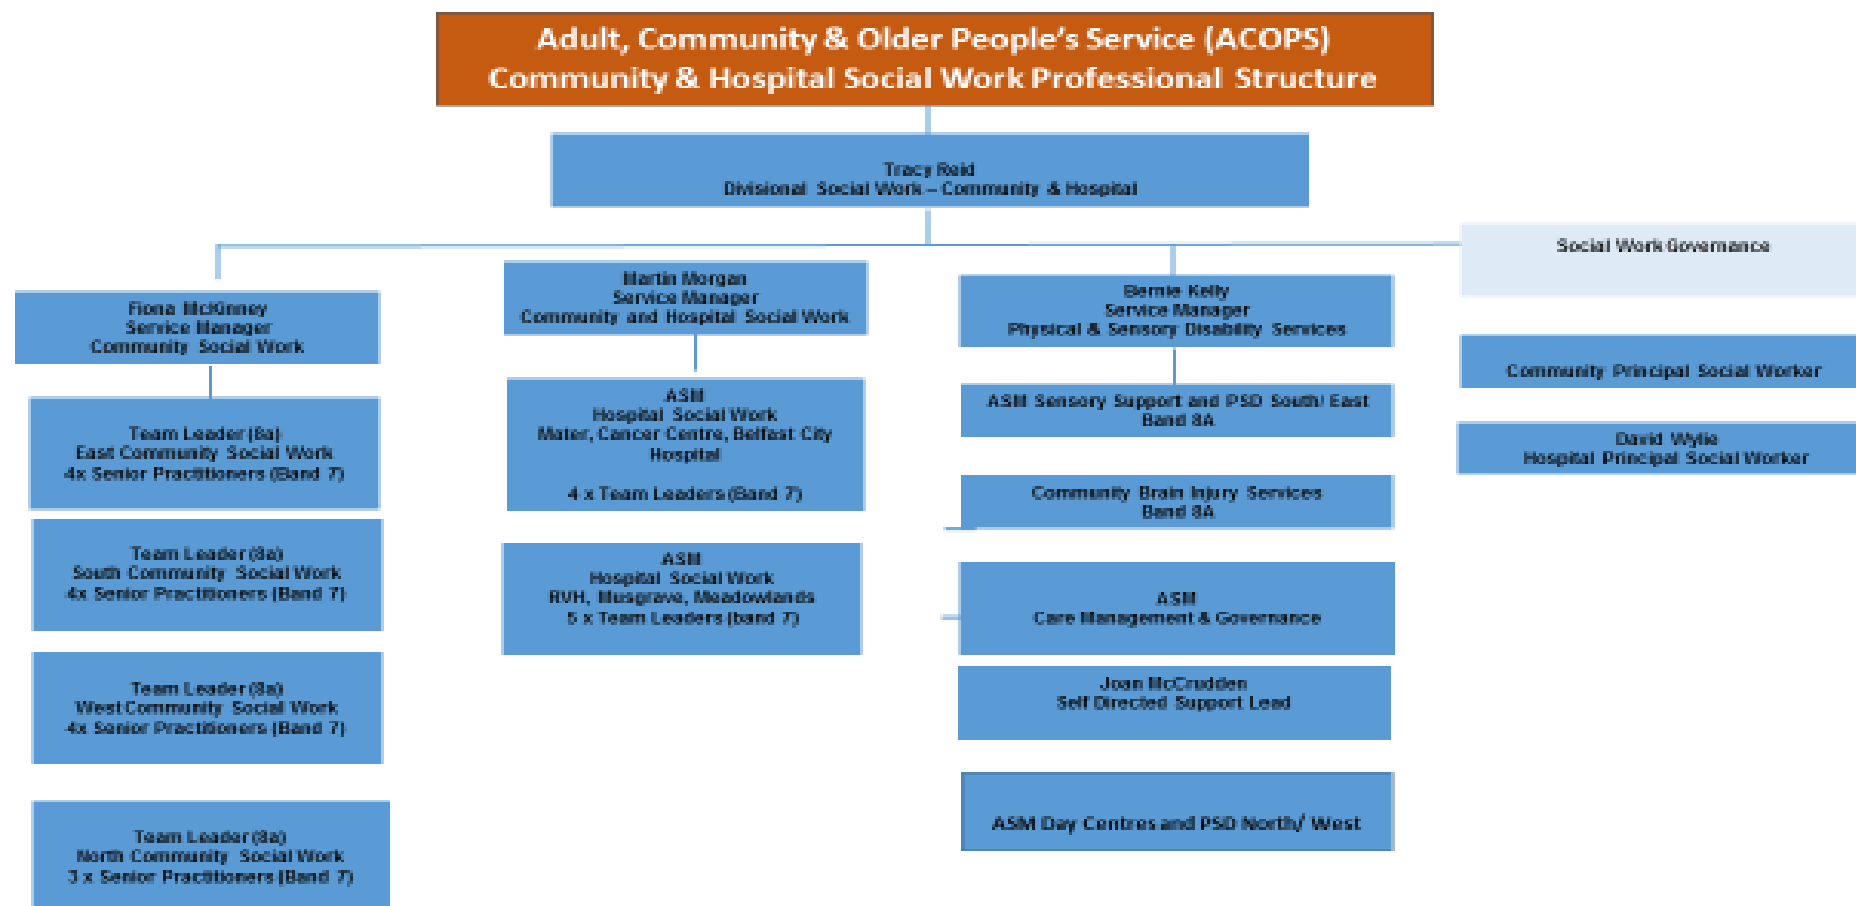 Adult, Community & Older People's Service (ACOPS)
Community & Hospital Social Work Professional Structure
Tracy Reid
Divisional Social Work – Community & Hospital
Social Work Governance
Fiona McKinney
Service Manager
Community Social Work
Martin Morgan
Service Manager
Community and Hospital Social Work
Bernie Kelly
Service Manager
Physical & Sensory Disability Services
Community Principal Social Worker
David Wylie
Hospital Principal Social Worker
Team Leader (8a)
East Community Social Work
4x Senior Practitioners (Band 7)
Team Leader (8a)
South Community Social Work
4x Senior Practitioners (Band 7)
Team Leader (8a)
West Community Social Work
4x Senior Practitioners (Band 7)
Team Leader (8a)
North Community Social Work
3 x Senior Practitioners (Band 7)
ASM
Hospital Social Work
Mater, Cancer Centre, Belfast City
Hospital
4 x Team Leaders (Band 7)
ASM
Hospital Social Work
RVH, Musgrave, Meadowlands
5 x Team Leaders (band 7)
ASM Sensory Support and PSD South/ East
Band 8A
Community Brain Injury Services
Band 8A
ASM
Care Management & Governance
Joan McCrudden
Self Directed Support Lead
ASM Day Centres and PSD North/ West